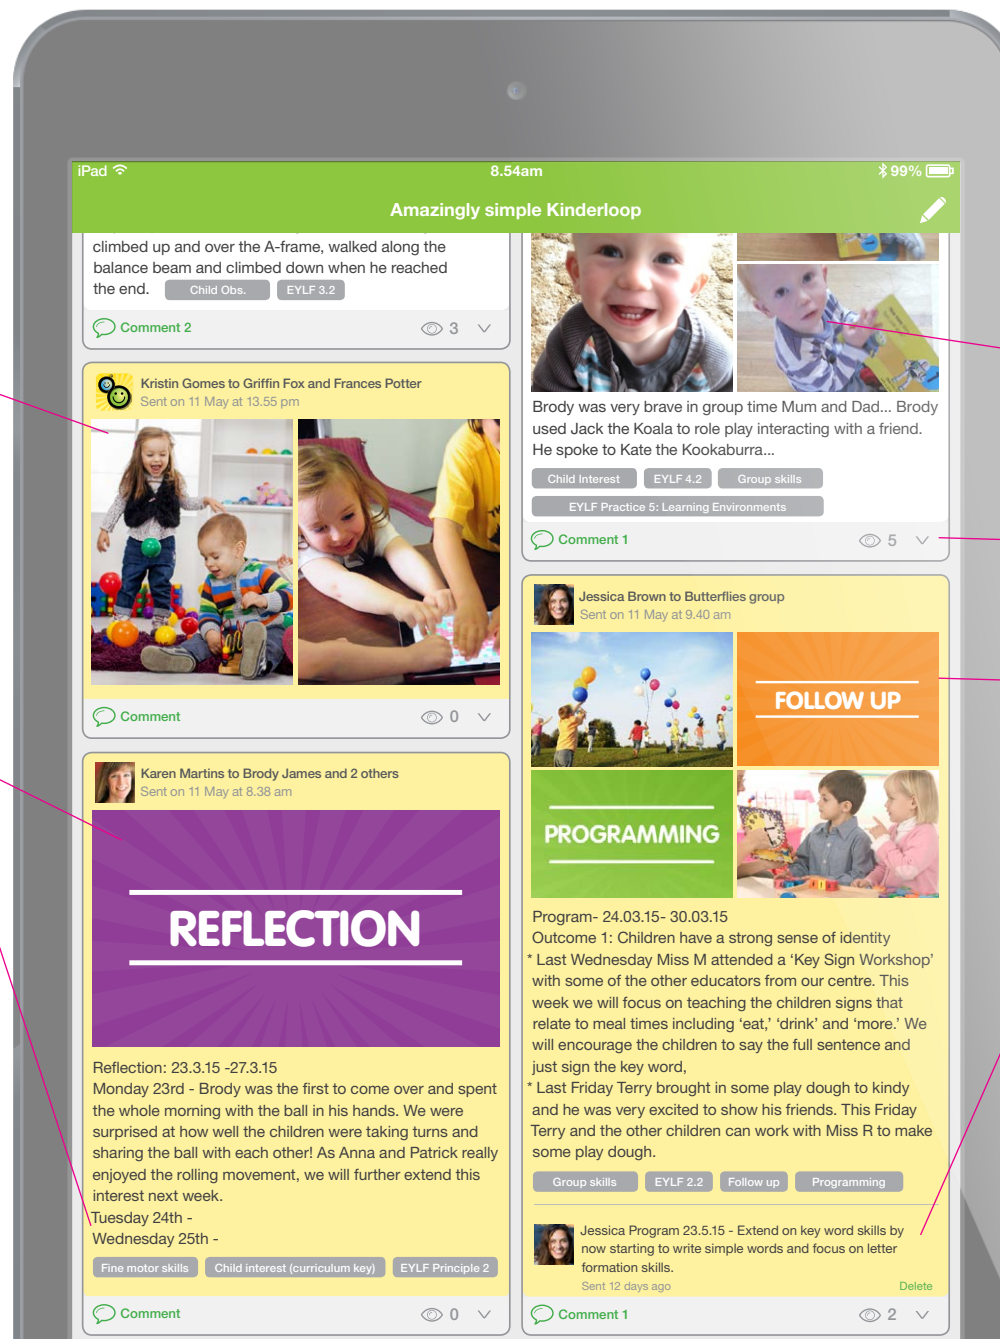 iPad
8.54am
99%
Amazingly simple Kinderloop
climbed up and over the A-frame, walked along the
balance beam and climbed down when he reached
the end.
Child Obs.
EYLF 3.2
Comment 2
3
Kristin Gomes to Griffin Fox and Frances Potter
Sent on 11 May at 13.55 pm
Comment
0
Karen Martins to Brody James and 2 others
Sent on 11 May at 8.38 am
REFLECTION
Reflection: 23.3.15 -27.3.15
Monday 23rd - Brody was the first to come over and spent
the whole morning with the ball in his hands. We were
surprised at how well the children were taking turns and
sharing the ball with each other! As Anna and Patrick really
enjoyed the rolling movement, we will further extend this
interest next week.
Tuesday 24th -
Wednesday 25th -
Fine motor skills
Child interest (curriculum key)
EYLF Principle 2
Comment
0
Brody was very brave in group time Mum and Dad... Brody
used Jack the Koala to role play interacting with a friend.
He spoke to Kate the Kookaburra...
Child Interest
EYLF 4.2
Group skills
EYLF Practice 5: Learning Environments
Comment 1
5
Jessica Brown to Butterflies group
Sent on 11 May at 9.40 am
FOLLOW UP
PROGRAMMING
Program- 24.03.15- 30.03.15
Outcome 1: Children have a strong sense of identity
* Last Wednesday Miss M attended a ‘Key Sign Workshop’
with some of the other educators from our centre. This
week we will focus on teaching the children signs that
relate to meal times including ‘eat,’ ‘drink’ and ‘more.’ We
will encourage the children to say the full sentence and
just sign the key word,
* Last Friday Terry brought in some play dough to kindy
and he was very excited to show his friends. This Friday
Terry and the other children can work with Miss R to make
some play dough.
Group skills
EYLF 2.2
Follow up
Programming
Jessica Program 23.5.15 - Extend on key word skills by
now starting to write simple words and focus on letter
formation skills.
Sent 12 days ago
Delete
Comment 1
2